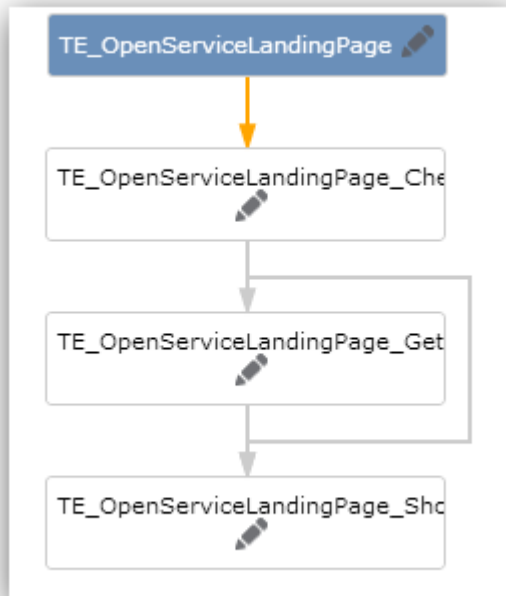 TE_OpenServiceLandingPage
TE_OpenServiceLandingPage_Che
TE_OpenServiceLandingPage_Get
TE_OpenServiceLandingPage_Sho